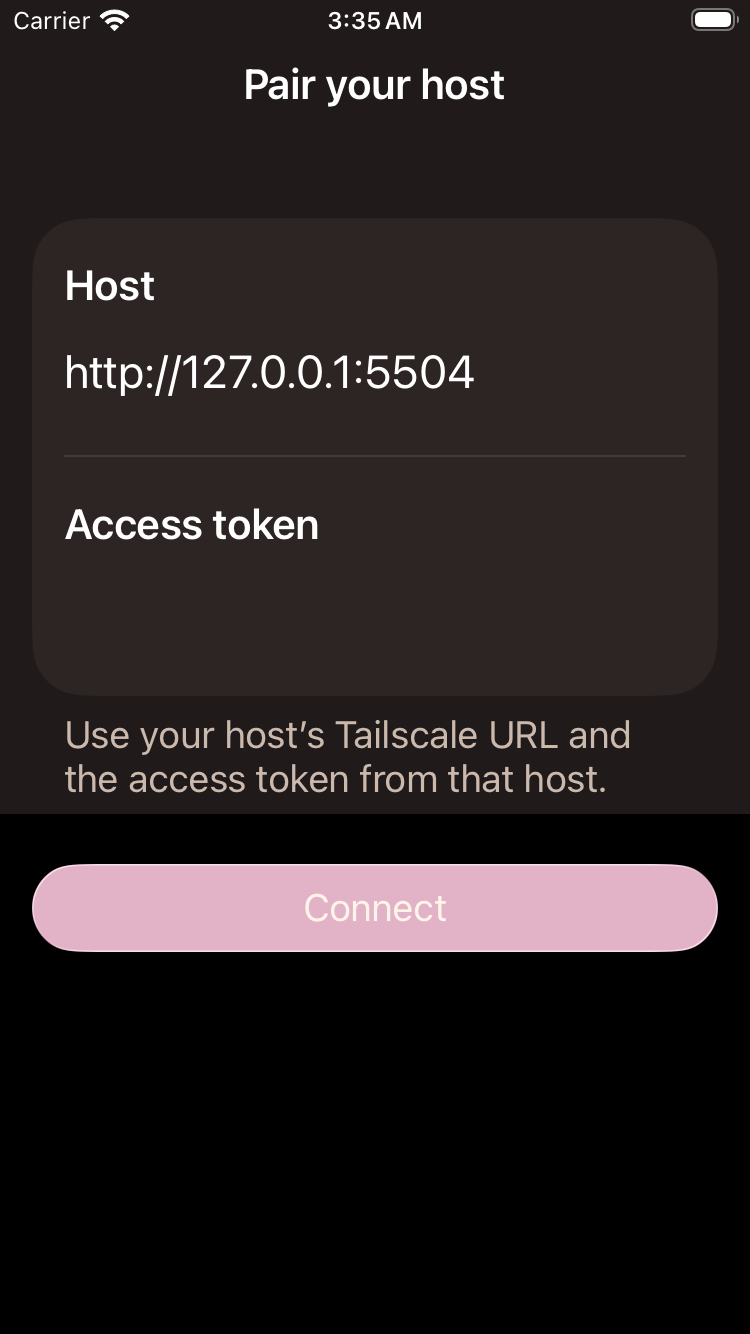 Carrier 3:35 AM
Pair your host
Host
http://127.0.0.1:5504
Access token
Use your host’s Tailscale URL and
the access token from that host.
Connect